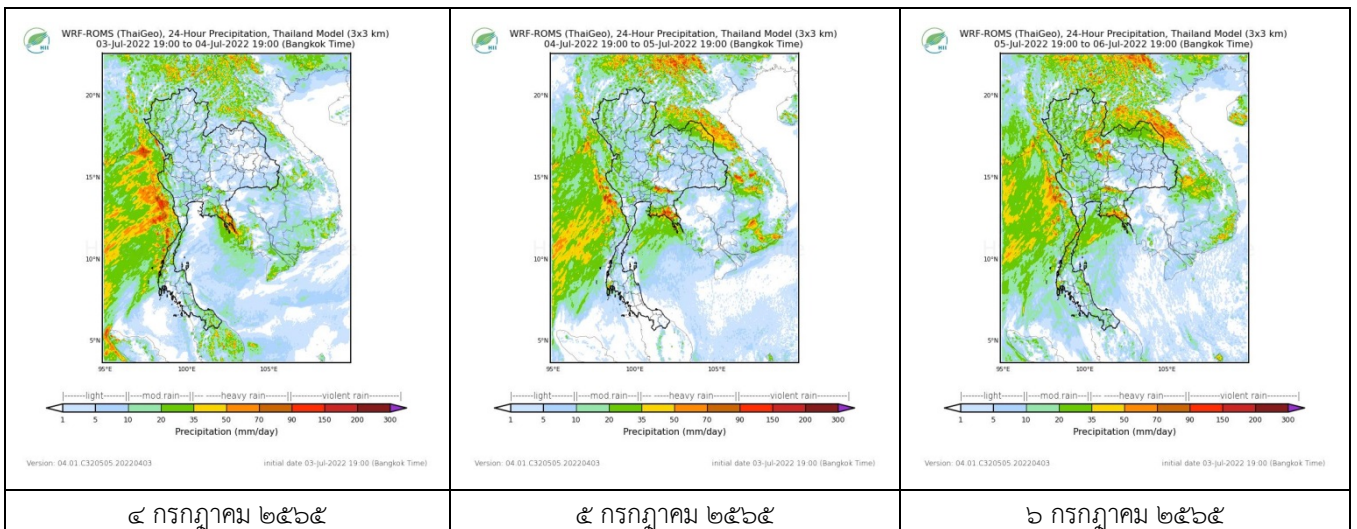 HII
WRF-ROMS (ThaiGeo), 24-Hour Precipitation, Thailand Model (3x3 km)
03-Jul-2022 19:00 to 04-Jul-2022 19:00 (Bangkok Time)
20°N
15°N
10°N
5°N
95°E 100°E 105°E
|-------light------||----mod rain--||--- ----heavy rain-------||---------violent rain--------|
1 5 10 20 35 50 70 90 150 200 300
Precipitation (mm/day)
Version: 04.01.C320505.20220403 initial date 03-Jul-2022 19:00 (Bangkok Time)
๔ กรกฎาคม ๒๕๖๕
HII
WRF-ROMS (ThaiGeo), 24-Hour Precipitation, Thailand Model (3x3 km)
04-Jul-2022 19:00 to 05-Jul-2022 19:00 (Bangkok Time)
20°N
15°N
10°N
5°N
95°E 100°E 105°E
|-------light------||----mod rain--||--- ----heavy rain-------||---------violent rain--------|
1 5 10 20 35 50 70 90 150 200 300
Precipitation (mm/day)
Version: 04.01.C320505.20220403 initial date 03-Jul-2022 19:00 (Bangkok Time)
๕ กรกฎาคม ๒๕๖๕
HII
WRF-ROMS (ThaiGeo), 24-Hour Precipitation, Thailand Model (3x3 km)
05-Jul-2022 19:00 to 06-Jul-2022 19:00 (Bangkok Time)
20°N
15°N
10°N
5°N
95°E 100°E 105°E
|-------light------||----mod rain--||--- ----heavy rain-------||---------violent rain--------|
1 5 10 20 35 50 70 90 150 200 300
Precipitation (mm/day)
Version: 04.01.C320505.20220403 initial date 03-Jul-2022 19:00 (Bangkok Time)
๖ กรกฎาคม ๒๕๖๕